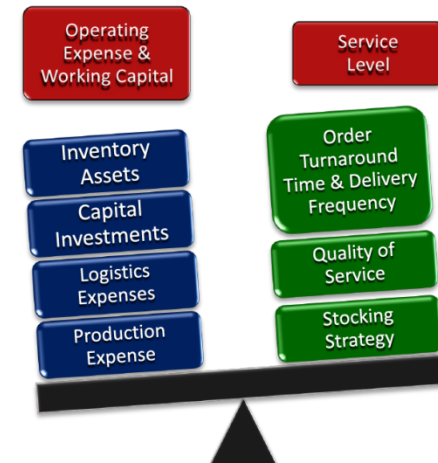 Operating
Expense &
Working Capital
Service
Level
Inventory
Assets
Capital
Investments
Logistics
Expenses
Production
Expense
Order
Turnaround
Time & Delivery
Frequency
Quality of
Service
Stocking
Strategy